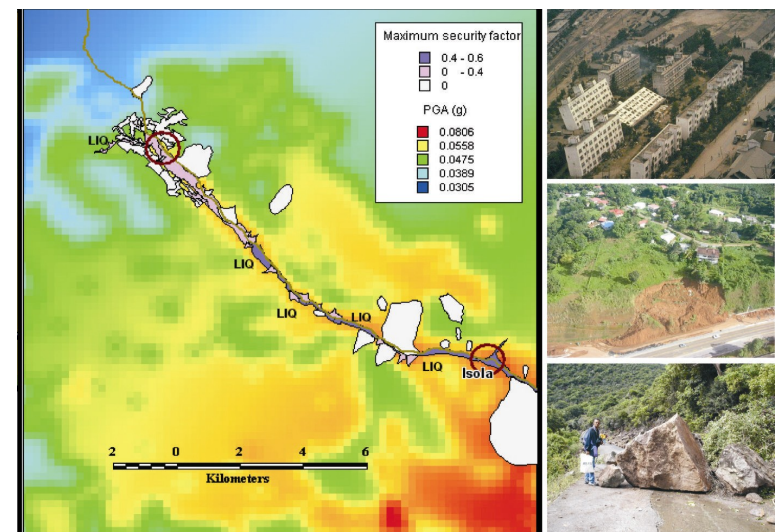 Maximum security factor
0.4 - 0.6
0 - 0.4
0
PGA (g)
0.0806
0.0558
0.0475
0.0389
0.0305
LIQ
LIQ
LIQ
LIQ
LIQ
Isola
2 0 2 4 6
Kilometers